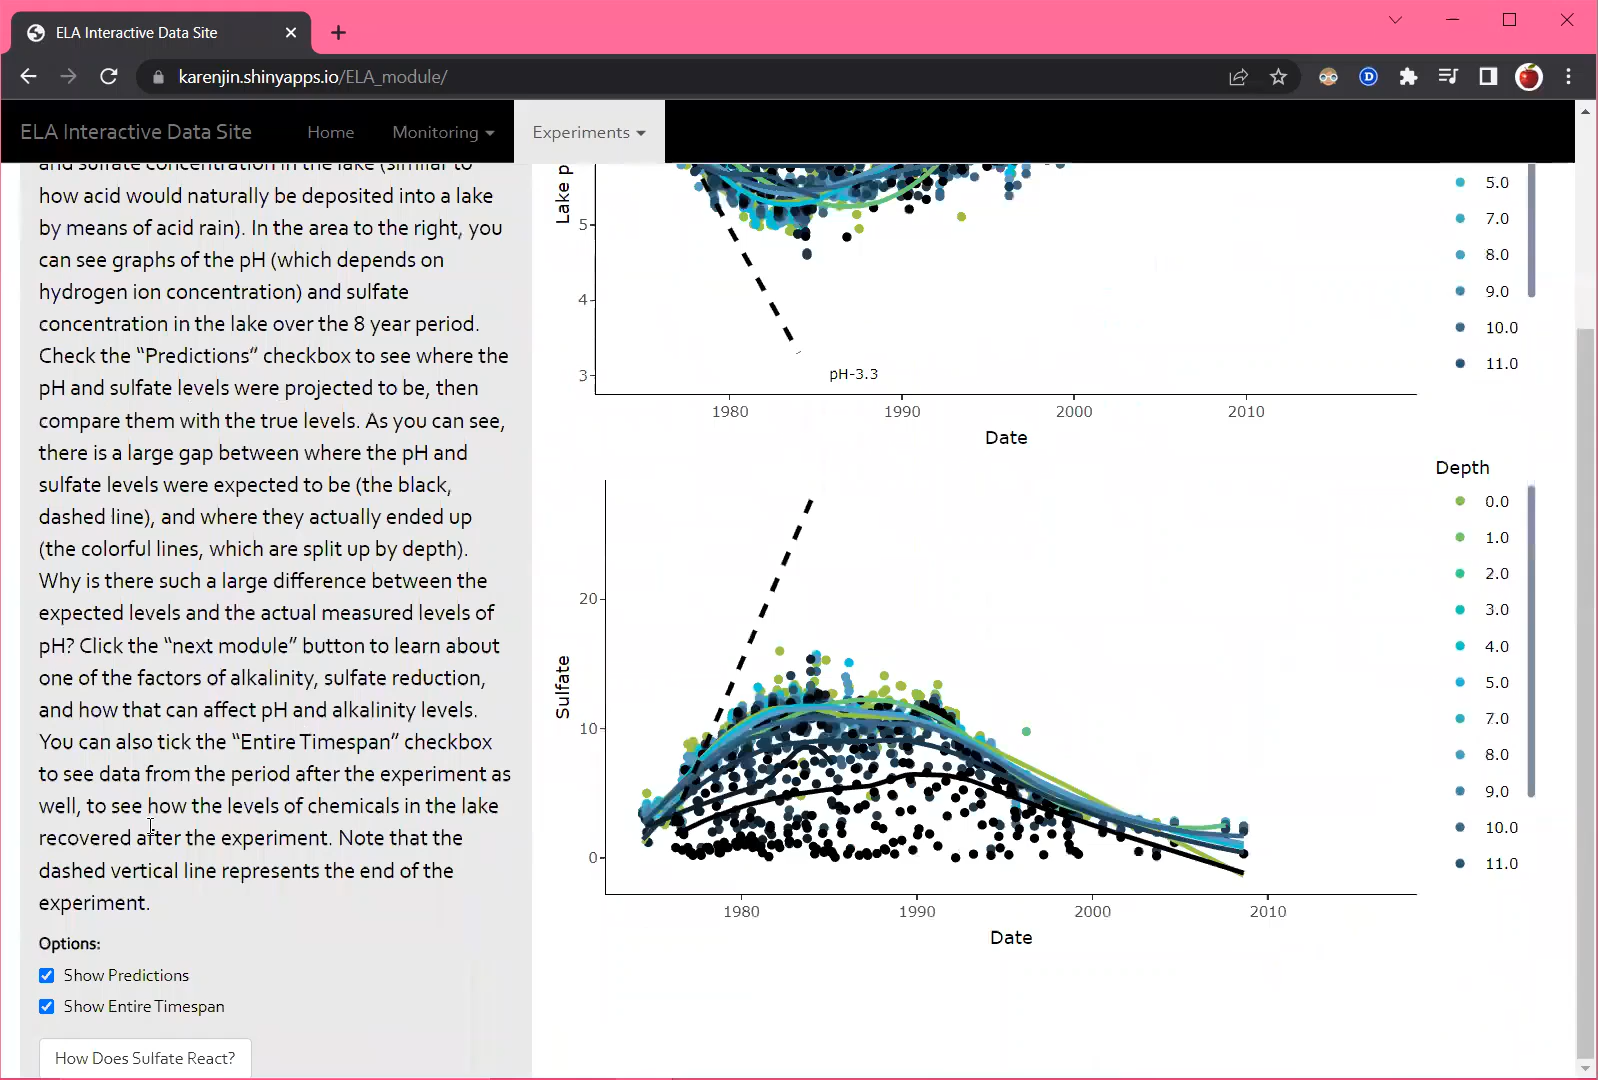 ELA Interactive Data Site
karenjin.shinyapps.io/ELA_module/
ELA Interactive Data Site
Home
Monitoring
Experiments
and sulfate concentration in the lake (similar to
how acid would naturally be deposited into a lake
by means of acid rain). In the area to the right, you
can see graphs of the pH (which depends on
hydrogen ion concentration) and sulfate
concentration in the lake over the 8 year period.
Check the “Predictions” checkbox to see where the
pH and sulfate levels were projected to be, then
compare them with the true levels. As you can see,
there is a large gap between where the pH and
sulfate levels were expected to be (the black,
dashed line), and where they actually ended up
(the colorful lines, which are split up by depth).
Why is there such a large difference between the
expected levels and the actual measured levels of
pH? Click the “next module” button to learn about
one of the factors of alkalinity, sulfate reduction,
and how that can affect pH and alkalinity levels.
You can also tick the “Entire Timespan” checkbox
to see data from the period after the experiment as
well, to see how the levels of chemicals in the lake
recovered after the experiment. Note that the
dashed vertical line represents the end of the
experiment.
Options:
Show Predictions
Show Entire Timespan
How Does Sulfate React?
Lake p
5
4
3
pH-3.3
1980
1990
2000
2010
Date
5.0
7.0
8.0
9.0
10.0
11.0
Sulfate
20
10
0
1980
1990
2000
2010
Date
Depth
0.0
1.0
2.0
3.0
4.0
5.0
7.0
8.0
9.0
10.0
11.0